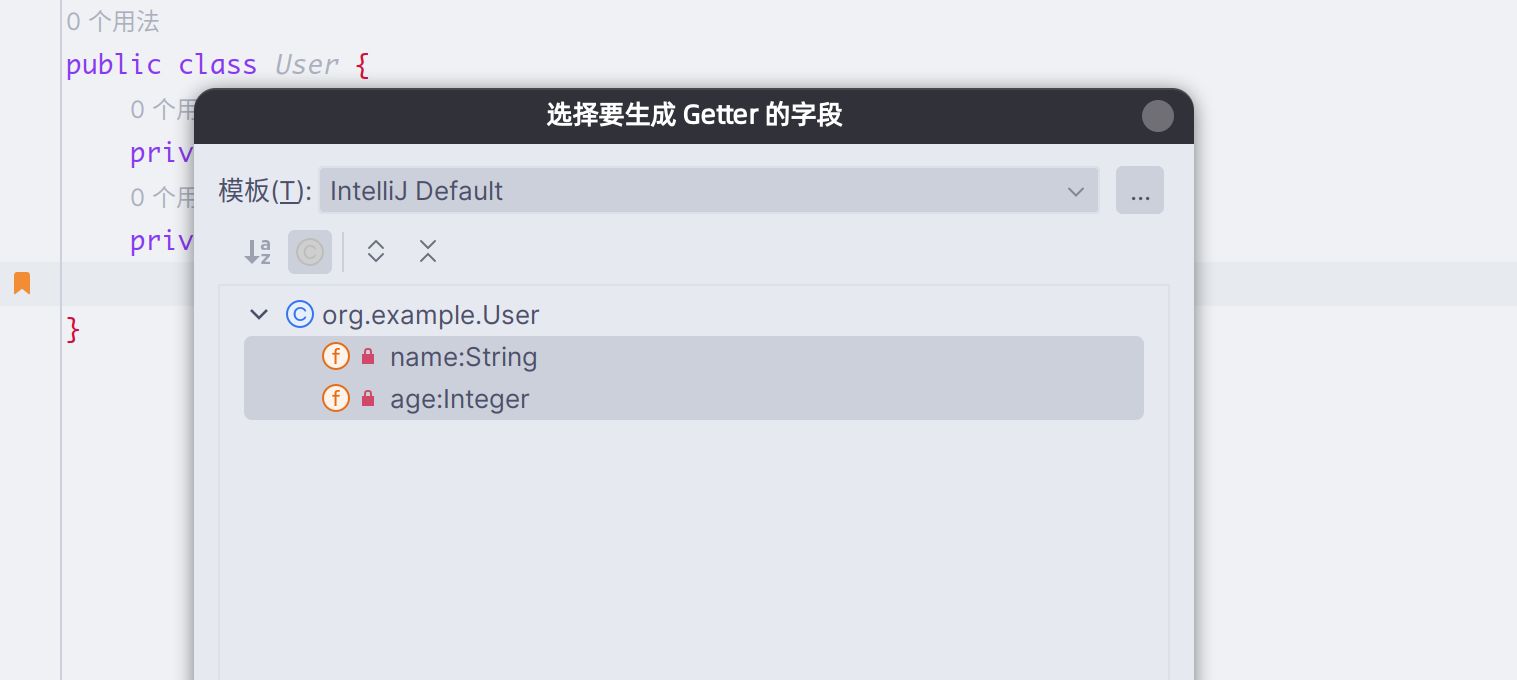 0 个用法
public class User {
0 个用
priv
0 个用
priv
}
选择要生成 Getter 的字段
模板(T):
IntelliJ Default
...
org.example.User
name:String
age:Integer